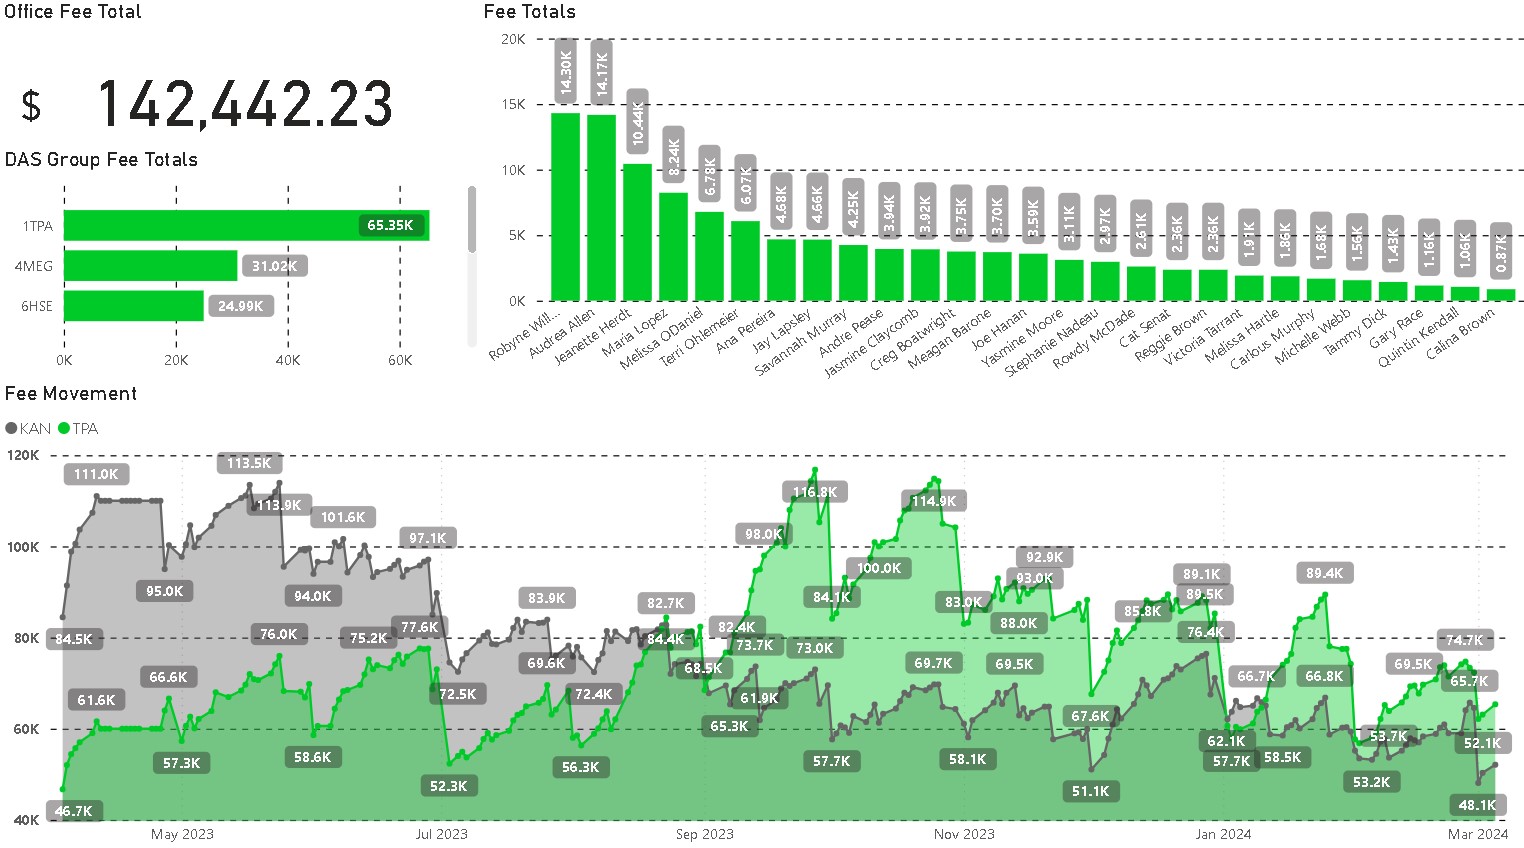 Office Fee Total
$ 142,442.23
DAS Group Fee Totals
1TPA 65.35K
4MEG 31.02K
6HSE 24.99K
0K 20K 40K 60K
Fee Totals
20K
15K
10K
5K
0K
14.30K 14.17K 10.44K 8.24K 6.78K 6.07K 4.68K 4.66K 4.25K 3.94K 3.92K 3.75K 3.70K 3.59K 3.11K 2.97K 2.61K 2.36K 2.36K 1.91K 1.86K 1.68K 1.56K 1.43K 1.16K 1.06K 0.87K
Robyne Will...
Audrea Allen
Jeanette Herdt
Maria Lopez
Melissa ODaniel
Terri Ohlemeier
Ana Pereira
Jay Lapsley
Savannah Murray
Andre Pease
Jasmine Claycomb
Creg Boatwright
Meagan Barone
Joe Hanan
Yasmine Moore
Stephanie Nadeau
Rowdy McDade
Cat Senat
Reggie Brown
Victoria Tarrant
Melissa Hartle
Carlous Murphy
Michelle Webb
Tammy Dick
Gary Race
Quintin Kendall
Calina Brown
Fee Movement
KAN TPA
120K
100K
80K
60K
40K
111.0K 113.5K 113.9K 101.6K 97.1K
95.0K 94.0K 84.5K
83.9K 82.7K 84.4K 82.4K
98.0K 116.8K 114.9K 100.0K 84.1K 83.0K
92.9K 93.0K 88.0K 85.8K 89.1K 89.5K 89.4K
76.0K 75.2K 77.6K 72.5K 69.6K 72.4K 68.5K 73.7K 73.0K 69.7K 69.5K 76.4K 66.7K 66.8K 69.5K 74.7K 65.7K
61.6K 66.6K 65.3K 61.9K 67.6K 62.1K
46.7K 57.3K 58.6K 52.3K 56.3K 57.7K 58.1K 51.1K 57.7K 58.5K 53.7K 53.2K 52.1K 48.1K
May 2023 Jul 2023 Sep 2023 Nov 2023 Jan 2024 Mar 2024